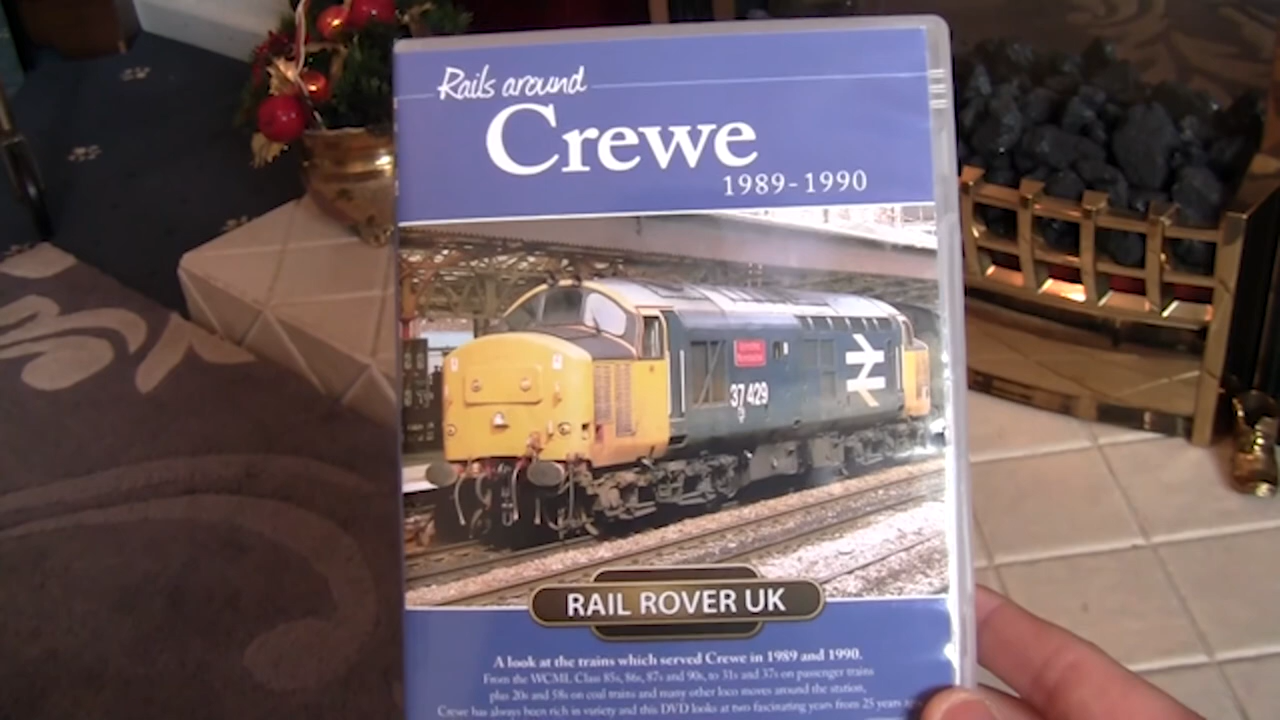 Rails around
Crewe
1989-1990
37429
RAIL ROVER UK
A look at the trains which served Crewe in 1989 and 1990.
From the WCML Class 85s, 86s, 87s and 90s, to 31s and 37s on passenger trains
plus 20s and 58s on coal trains and many other loco moves around the station,
Crewe has always been rich in variety and this DVD looks at two fascinating years from 25 years